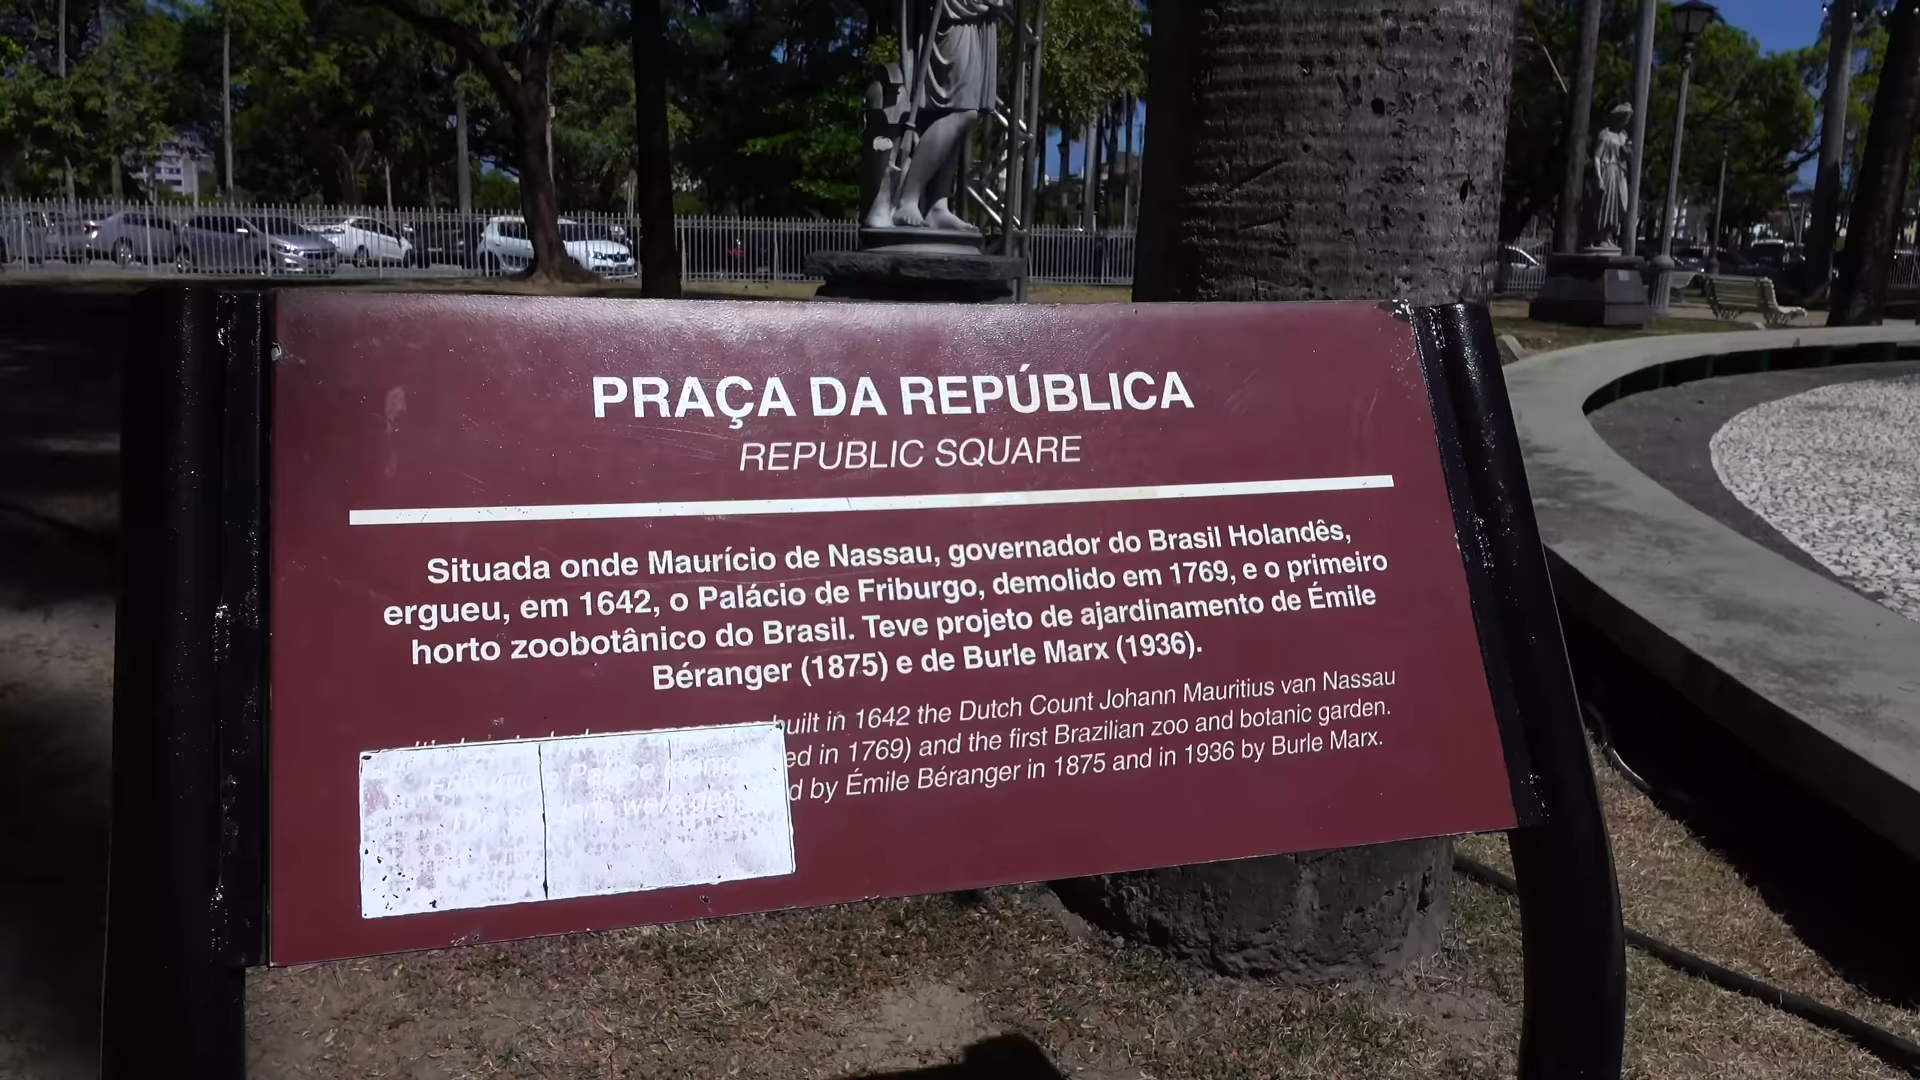 PRAÇA DA REPÚBLICA
REPUBLIC SQUARE
Situada onde Maurício de Nassau, governador do Brasil Holandês,
ergueu, em 1642, o Palácio de Friburgo, demolido em 1769, e o primeiro
horto zoobotânico do Brasil. Teve projeto de ajardinamento de Émile
Béranger (1875) e de Burle Marx (1936).
built in 1642 the Dutch Count Johann Mauritius van Nassau
ed in 1769) and the first Brazilian zoo and botanic garden.
d by Émile Béranger in 1875 and in 1936 by Burle Marx.